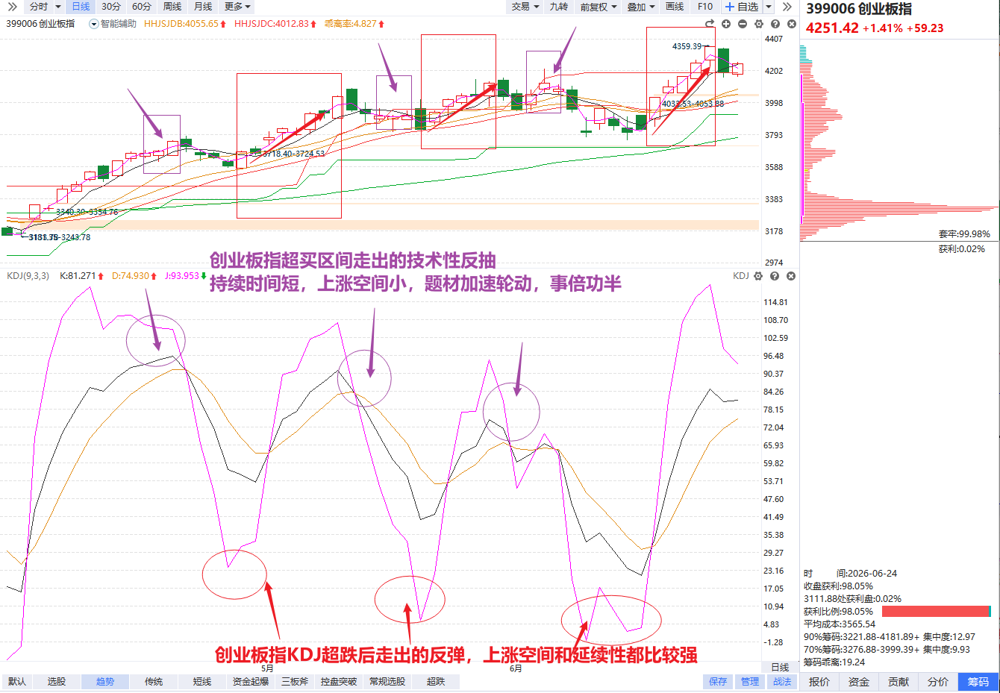 分时 日线 30分 60分 周线 月线 更多 交易 九转 前复权 叠加 画线 F10 自选
399006 创业板指
4251.42 +1.41% +59.23
399006 创业板指 智能辅助 HHJSJDB:4055.65 HHJSJDC:4012.83 乖离率:4.827
4407
4359.39
4202
4032.53-4053.88
3998
3793
3718.40-3724.53
3588
3383
3340.30-3354.76
3178
2974
套牢:99.98%
获利:0.02%
创业板指超买区间走出的技术性反抽
持续时间短，上涨空间小，题材加速轮动，事倍功半
KDJ(9,3,3) K:81.271 D:74.930 J:93.953 KDJ
114.81
108.70
102.59
96.48
90.37
84.26
78.15
72.04
65.93
59.82
53.71
47.60
41.49
35.38
29.27
23.16
17.05
10.94
4.83
-1.28
创业板指KDJ超跌后走出的反弹，上涨空间和延续性都比较强
5月 6月 日线
时 间:2026-06-24
收盘获利:98.05%
3111.88处获利盘:0.02%
获利比例:98.05%
平均成本:3565.54
90%筹码:3221.88-4181.89+ 集中度:12.97
70%筹码:3276.88-3999.39+ 集中度:9.93
筹码乖离:19.24
默认 选股 趋势 传统 短线 资金起爆 三板斧 控盘突破 常规选股 超跌 保存 管理 战法 报价 资金 贡献 分价 筹码